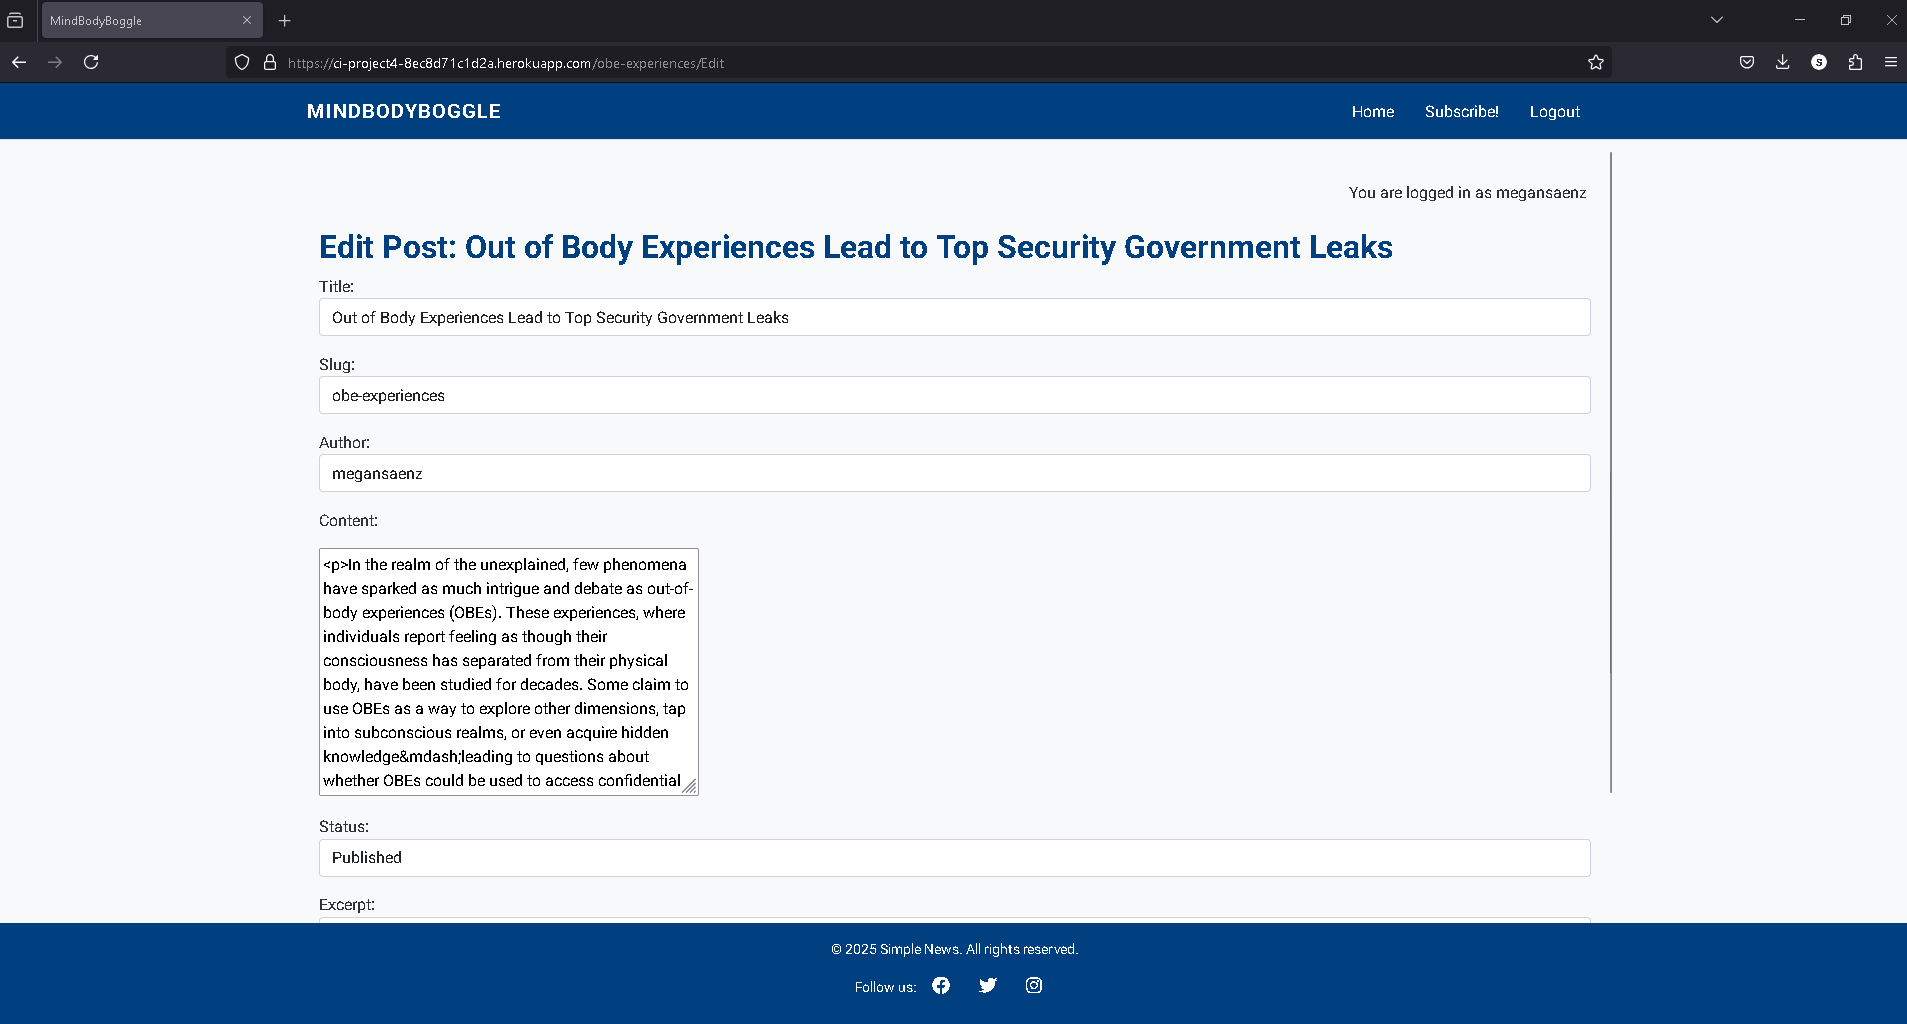 MindBodyBoggle
https://ci-project4-8ec8d71c1d2a.herokuapp.com/obe-experiences/Edit
S
MINDBODYBOGGLE
Home Subscribe! Logout
You are logged in as megansaenz
Edit Post: Out of Body Experiences Lead to Top Security Government Leaks
Title:
Out of Body Experiences Lead to Top Security Government Leaks
Slug:
obe-experiences
Author:
megansaenz
Content:
<p>In the realm of the unexplained, few phenomena
have sparked as much intrigue and debate as out-of-
body experiences (OBEs). These experiences, where
individuals report feeling as though their
consciousness has separated from their physical
body, have been studied for decades. Some claim to
use OBEs as a way to explore other dimensions, tap
into subconscious realms, or even acquire hidden
knowledge&mdash;leading to questions about
whether OBEs could be used to access confidential
Status:
Published
Excerpt:
© 2025 Simple News. All rights reserved.
Follow us: